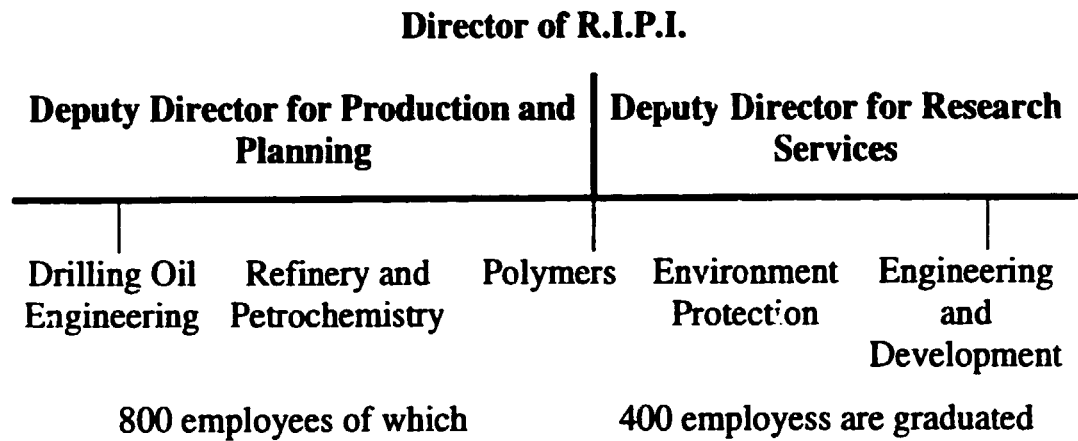 Director of R.I.P.I.
Deputy Director for Production and
Planning
Deputy Director for Research
Services
Drilling Oil
Engineering
Refinery and
Petrochemistry
Polymers
Environment
Protection
Engineering
and
Development
800 employees of which
400 employess are graduated